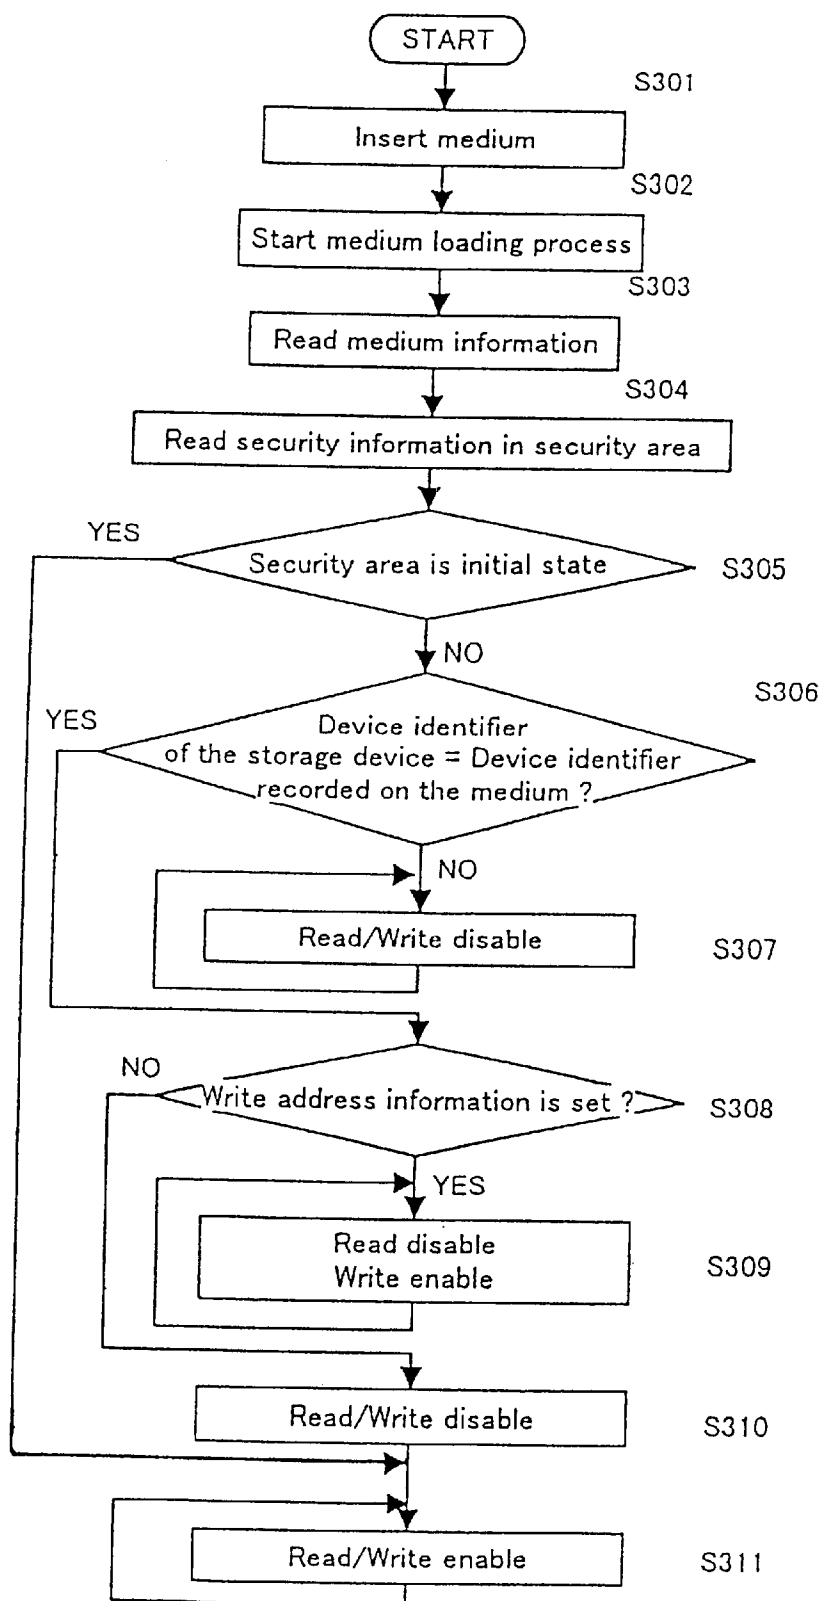 START
S301
Insert medium
S302
Start medium loading process
S303
Read medium information
S304
Read security information in security area
YES
Security area is initial state
S305
NO
S306
YES
Device identifier
of the storage device = Device identifier
recorded on the medium ?
NO
Read/Write disable
S307
NO
Write address information is set ?
S308
YES
Read disable
Write enable
S309
Read/Write disable
S310
Read/Write enable
S311